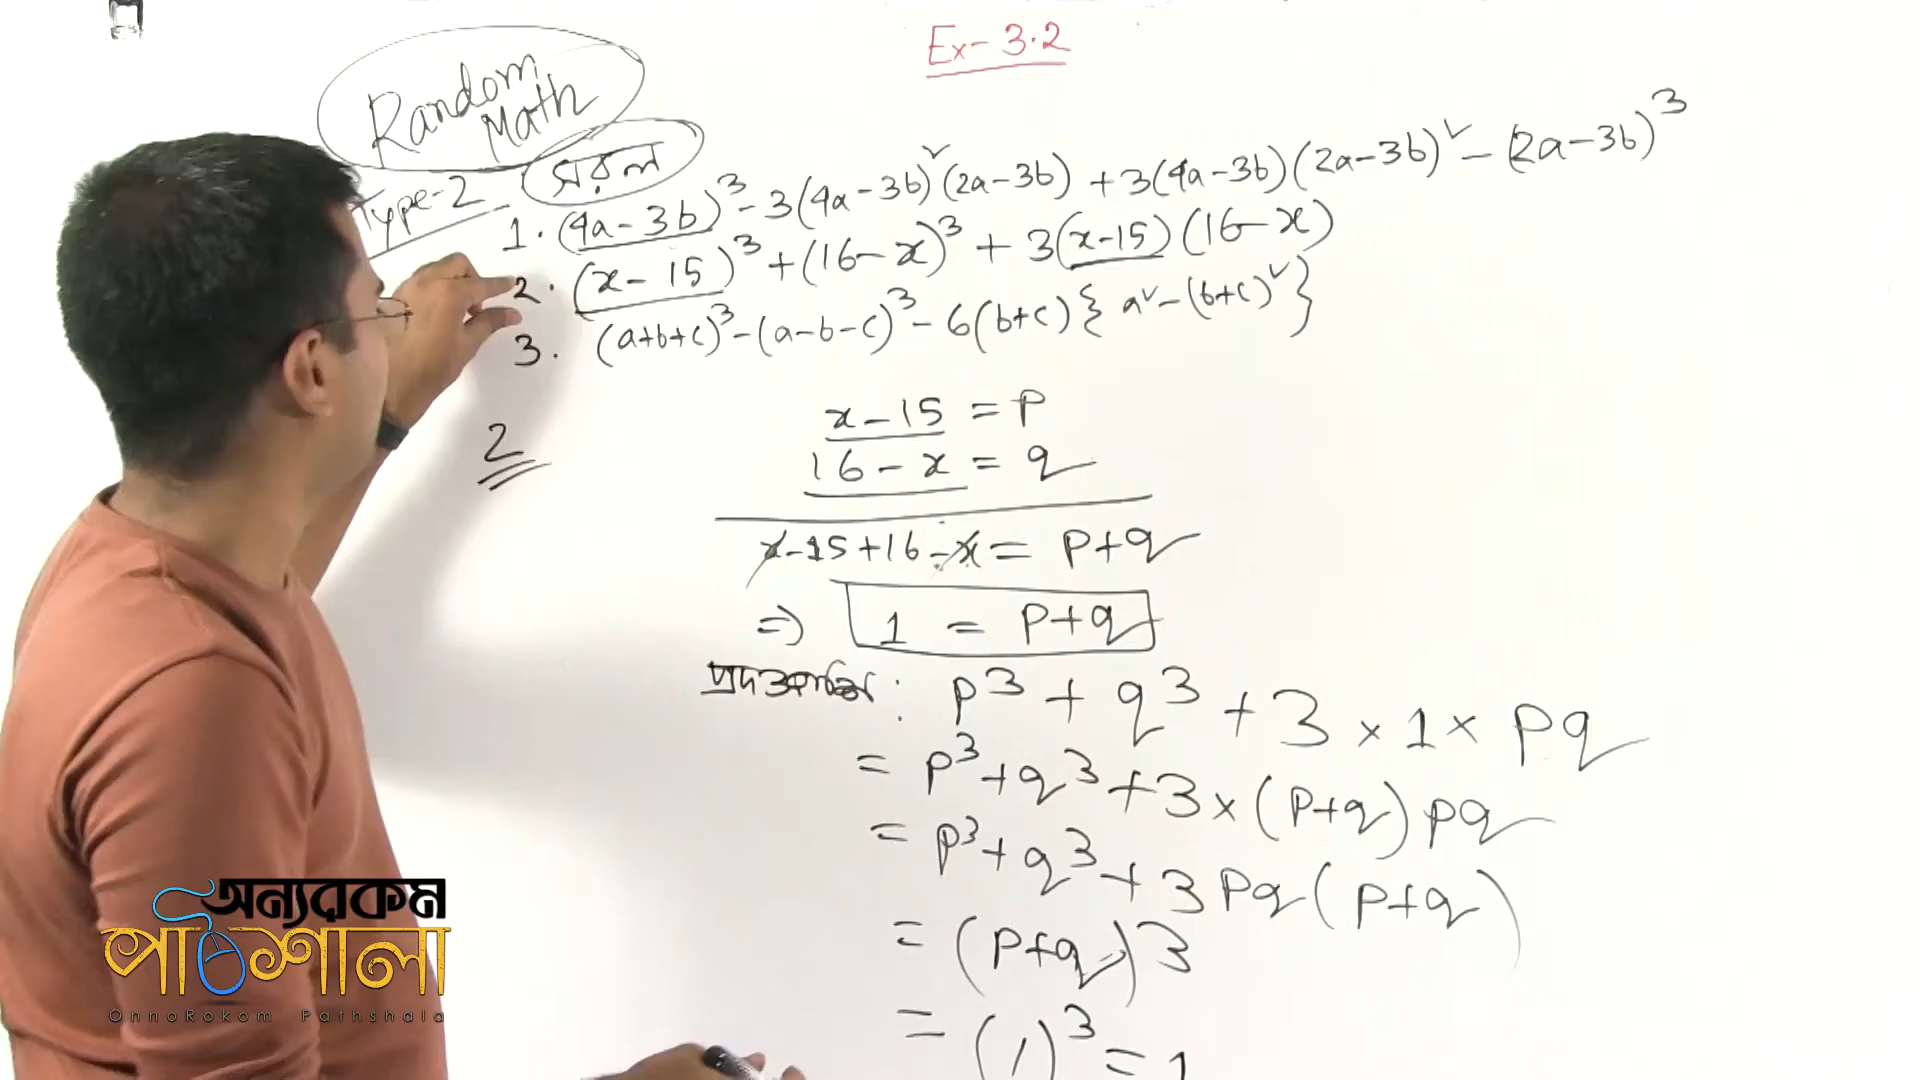 Ex- 3.2
Random
Math
Type-2 সরল
1. (4a-3b)³-3(4a-3b)²(2a-3b) +3(4a-3b)(2a-3b)²-(2a-3b)³
2. (x-15)³+(16-x)³+3(x-15)(16-x)
3. (a+b+c)³-(a-b-c)³-6(b+c){a²-(b+c)²}
2
x-15 = p
16-x = q
x-15+16-x = p+q
=> 1 = p+q
প্রদত্তরাশি: p³+q³+3×1×pq
= p³+q³+3×(p+q)pq
= p³+q³+3pq(p+q)
= (p+q)3
= (1)³ = 1
অন্যরকম
পাঠশালা
OnnoRokom Pathshala